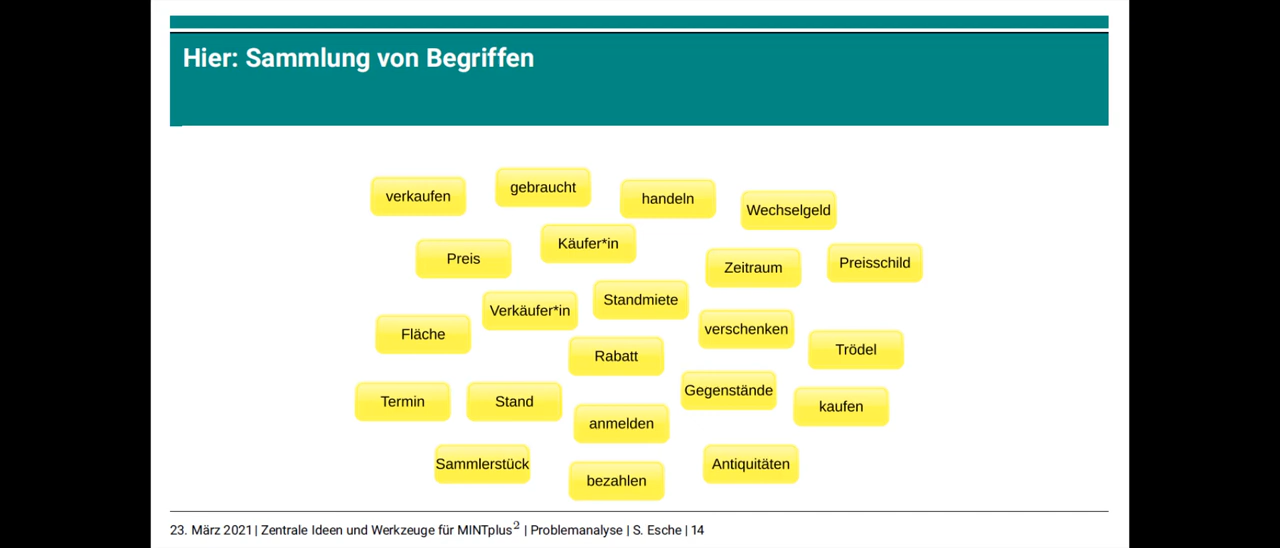 Hier: Sammlung von Begriffen
verkaufen
gebraucht
handeln
Wechselgeld
Preis
Käufer*in
Zeitraum
Preisschild
Fläche
Verkäufer*in
Standmiete
verschenken
Rabatt
Trödel
Termin
Stand
anmelden
Gegenstände
kaufen
Sammlerstück
bezahlen
Antiquitäten
23. März 2021 | Zentrale Ideen und Werkzeuge für MINTplus² | Problemanalyse | S. Esche | 14